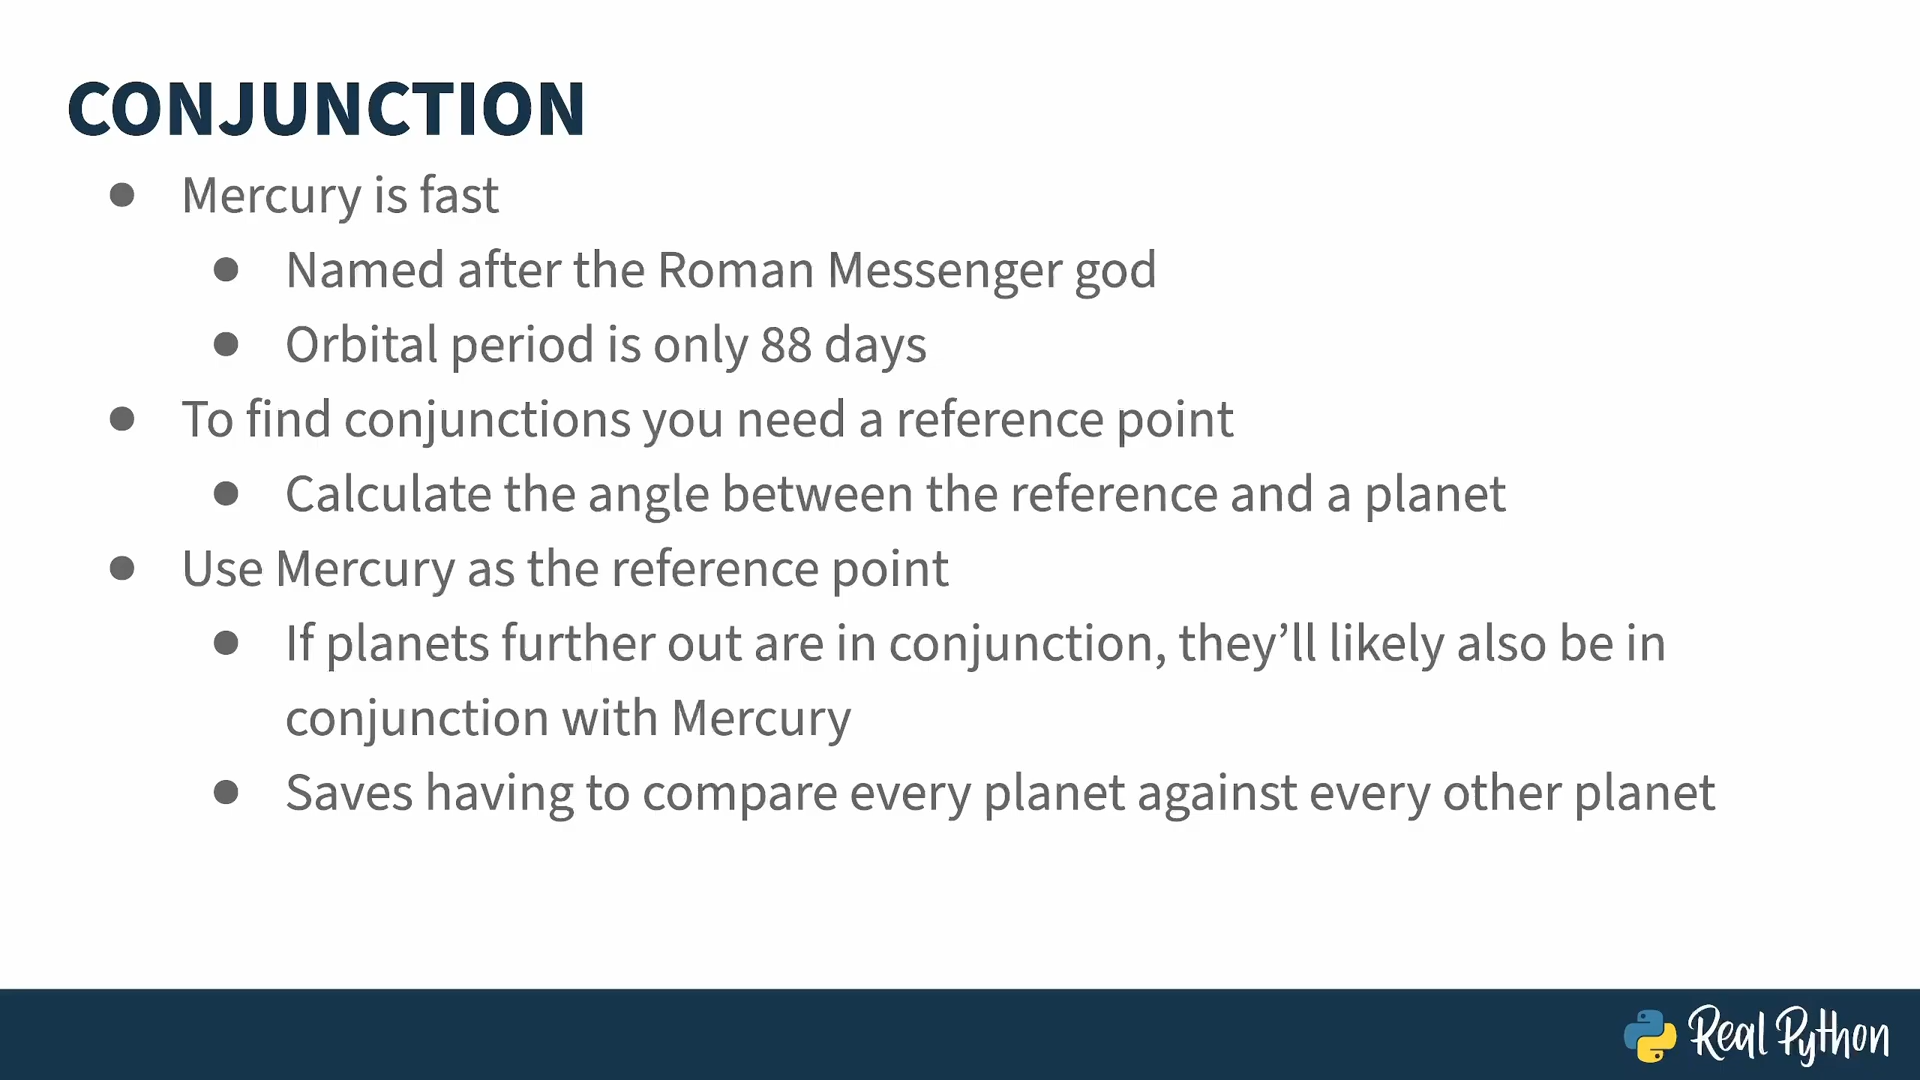 CONJUNCTION
● Mercury is fast
● Named after the Roman Messenger god
● Orbital period is only 88 days
● To find conjunctions you need a reference point
● Calculate the angle between the reference and a planet
● Use Mercury as the reference point
● If planets further out are in conjunction, they’ll likely also be in
conjunction with Mercury
● Saves having to compare every planet against every other planet
Real Python